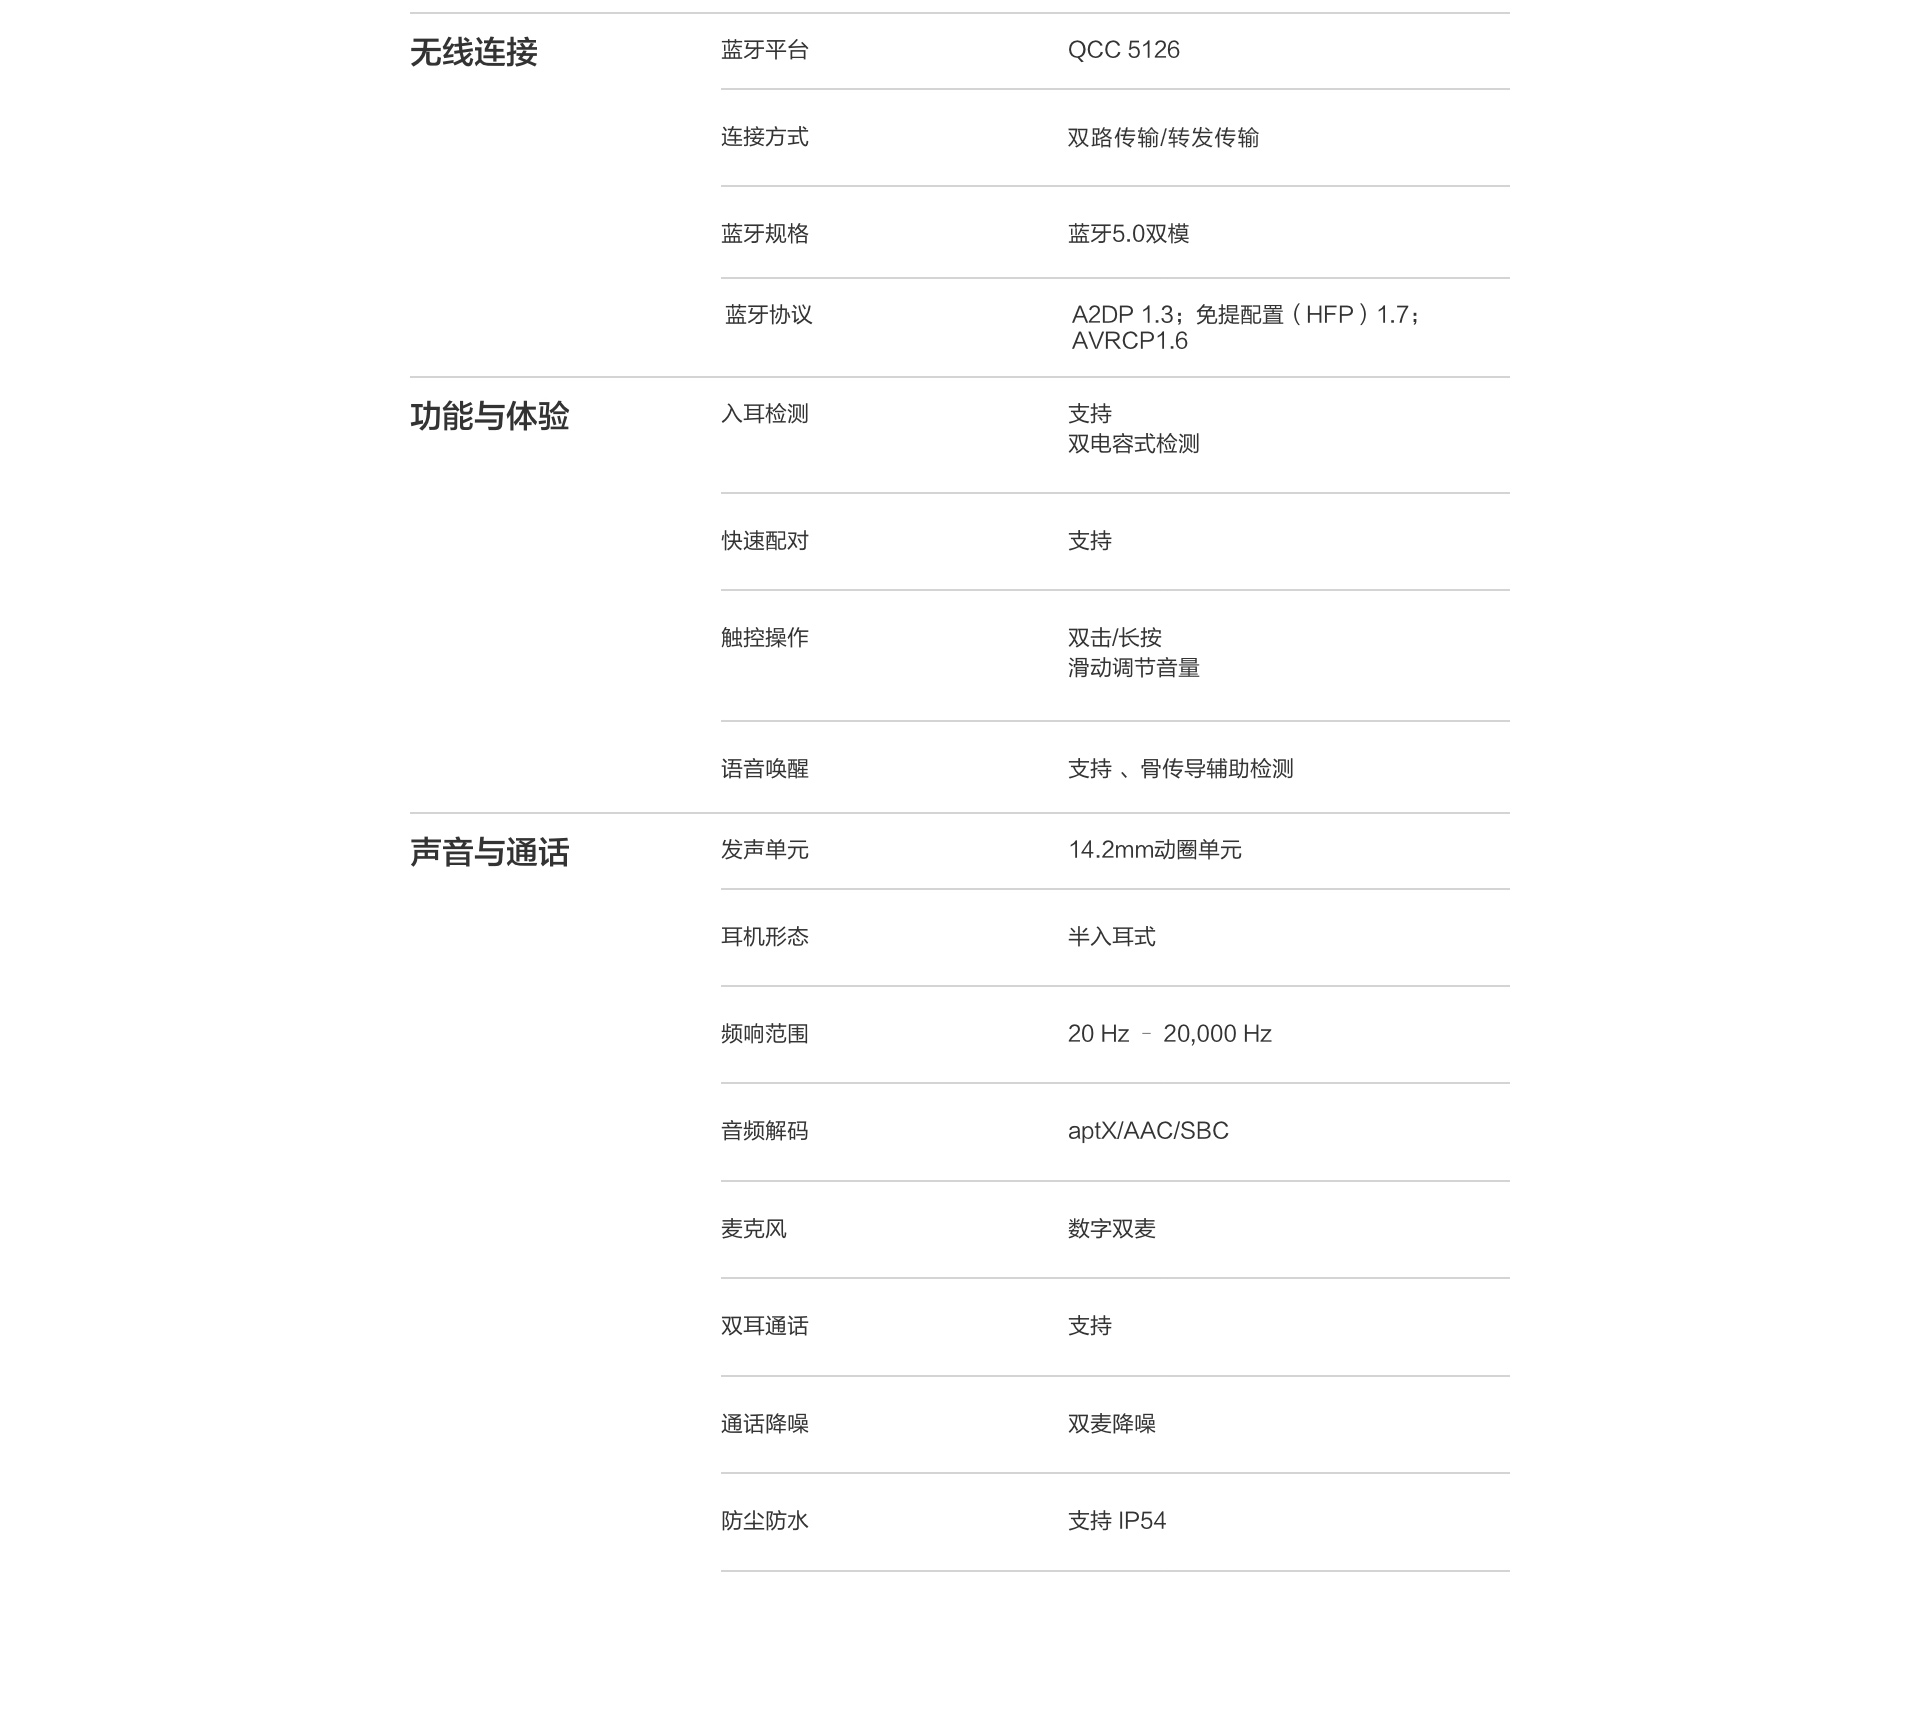 无线连接
蓝牙平台
QCC 5126
连接方式
双路传输/转发传输
蓝牙规格
蓝牙5.0双模
蓝牙协议
A2DP 1.3；免提配置（HFP）1.7；
AVRCP1.6
功能与体验
入耳检测
支持
双电容式检测
快速配对
支持
触控操作
双击/长按
滑动调节音量
语音唤醒
支持 、骨传导辅助检测
声音与通话
发声单元
14.2mm动圈单元
耳机形态
半入耳式
频响范围
20 Hz – 20,000 Hz
音频解码
aptX/AAC/SBC
麦克风
数字双麦
双耳通话
支持
通话降噪
双麦降噪
防尘防水
支持 IP54